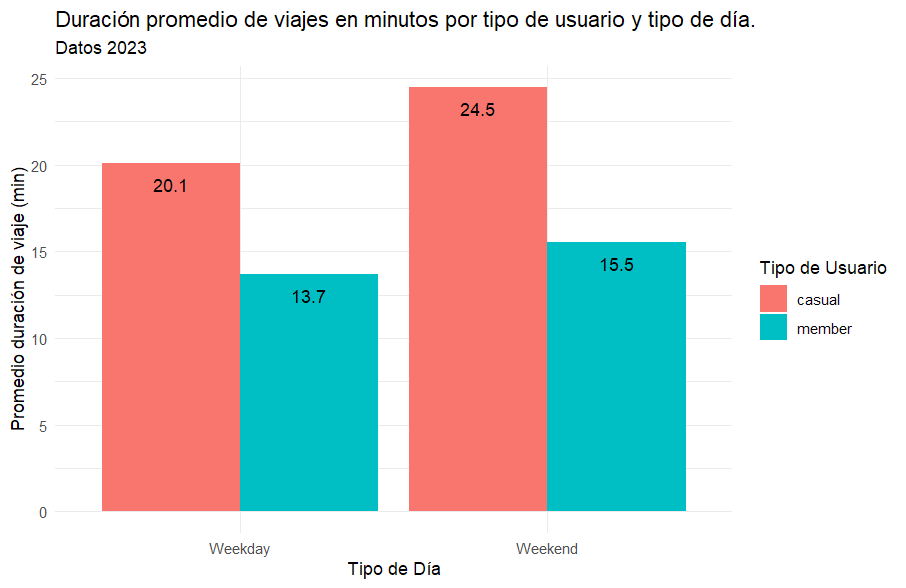 Duración promedio de viajes en minutos por tipo de usuario y tipo de día.
Datos 2023
Promedio duración de viaje (min)
25
20
15
10
5
0
20.1
13.7
24.5
15.5
Weekday
Weekend
Tipo de Día
Tipo de Usuario
casual
member